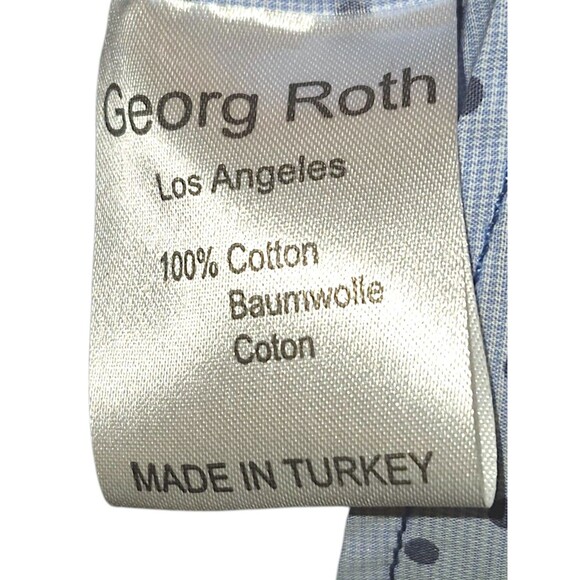 Georg Roth
Los Angeles
100% Cotton
Baumwolle
Coton
MADE IN TURKEY